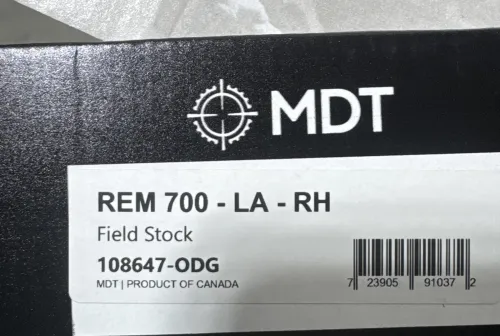 MDT
REM 700 - LA - RH
Field Stock
108647-ODG
MDT | PRODUCT OF CANADA
7 23905 91037 2